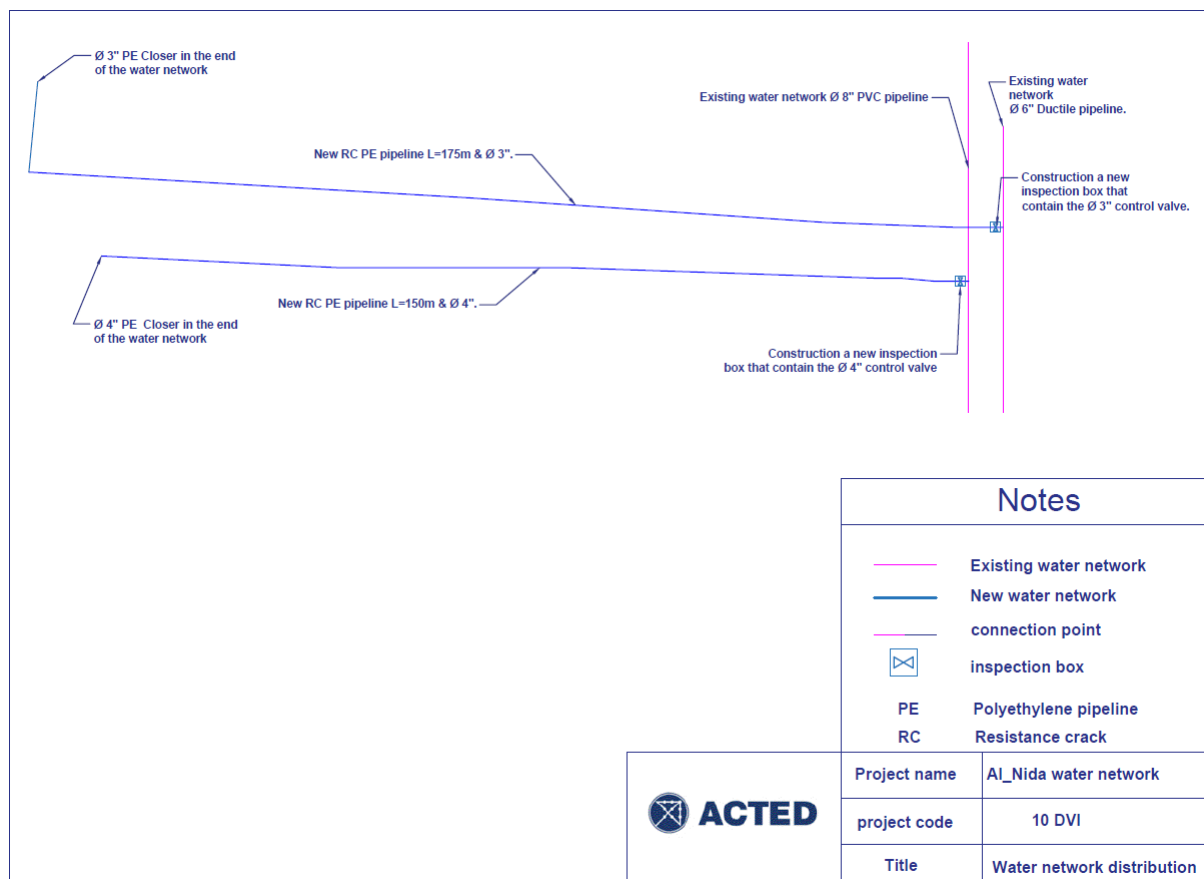 Ø 3" PE Closer in the end
of the water network
Existing water network Ø 8" PVC pipeline
Existing water
network
Ø 6" Ductile pipeline.
New RC PE pipeline L=175m & Ø 3".
Construction a new
inspection box that
contain the Ø 3" control valve.
New RC PE pipeline L=150m & Ø 4".
Ø 4" PE Closer in the end
of the water network
Construction a new inspection
box that contain the Ø 4" control valve
Notes
Existing water network
New water network
connection point
inspection box
PE Polyethylene pipeline
RC Resistance crack
ACTED
Project name Al_Nida water network
project code 10 DVI
Title Water network distribution